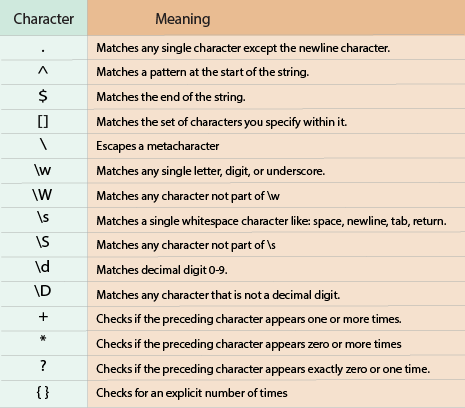 Character Meaning
. Matches any single character except the newline character.
^ Matches a pattern at the start of the string.
$ Matches the end of the string.
[] Matches the set of characters you specify within it.
\ Escapes a metacharacter
\w Matches any single letter, digit, or underscore.
\W Matches any character not part of \w
\s Matches a single whitespace character like: space, newline, tab, return.
\S Matches any character not part of \s
\d Matches decimal digit 0-9.
\D Matches any character that is not a decimal digit.
+ Checks if the preceding character appears one or more times.
* Checks if the preceding character appears zero or more times
? Checks if the preceding character appears exactly zero or one time.
{ } Checks for an explicit number of times